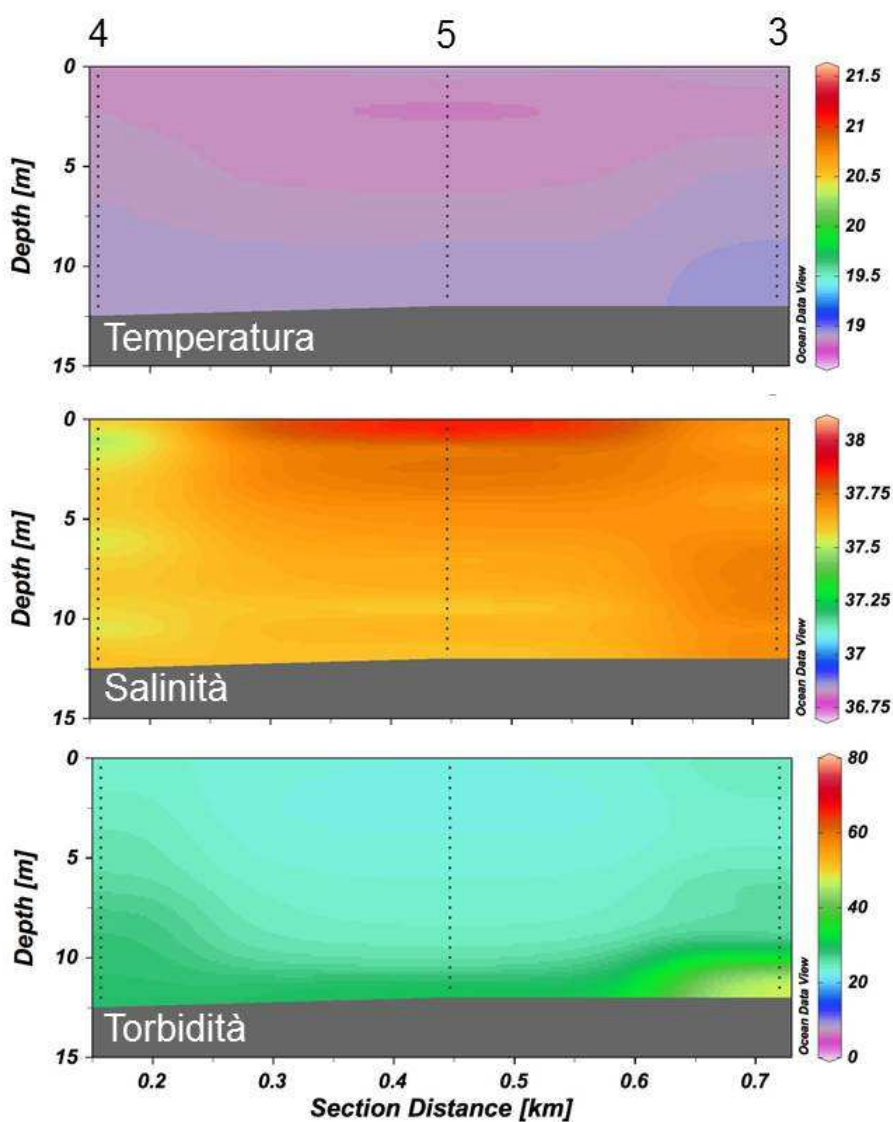 4 5 3
0
5
10
15
Depth [m]
Temperatura
21.5
21
20.5
20
19.5
19
Ocean Data View
0
5
10
15
Depth [m]
Salinità
38
37.75
37.5
37.25
37
36.75
Ocean Data View
0
5
10
15
Depth [m]
Torbidità
80
60
40
20
0
Ocean Data View
0.2 0.3 0.4 0.5 0.6 0.7
Section Distance [km]